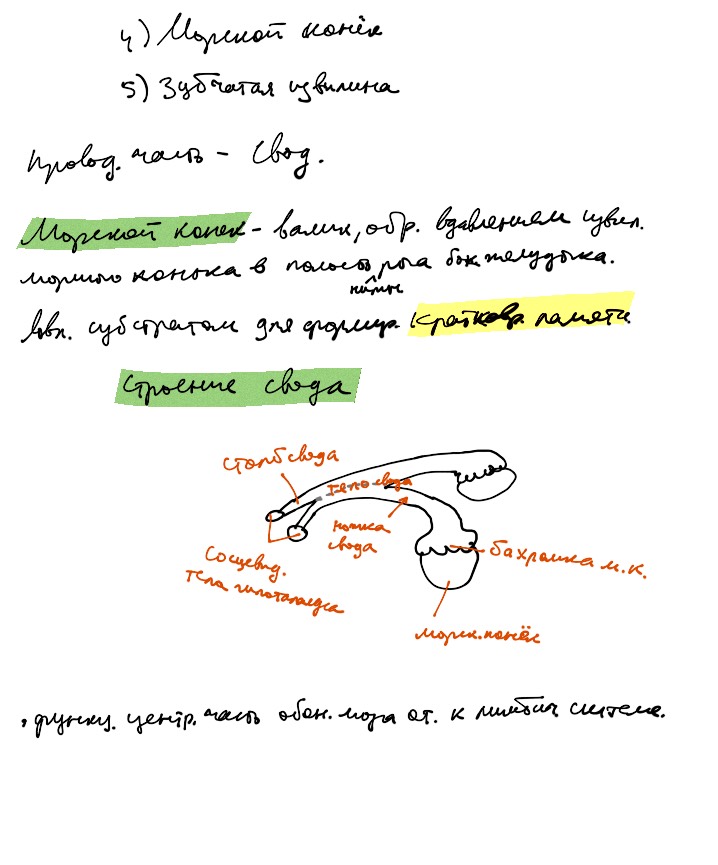 4) Морской конёк
5) Зубчатая извилина
Провод. часть - Свод.
Морской конек - валик, обр. вдавлением извил.
морского конька в полость рога бок. желудочка.
нижн
Явл. субстратом для формир. кратковр. памяти
Строение свода
столб свода
тело свода
ножка
свода
Сосцевид.
тела гипоталамуса
бахромка м.к.
морск. конёк
функц. центр. часть обон. мозга от. к лимбич. системе.